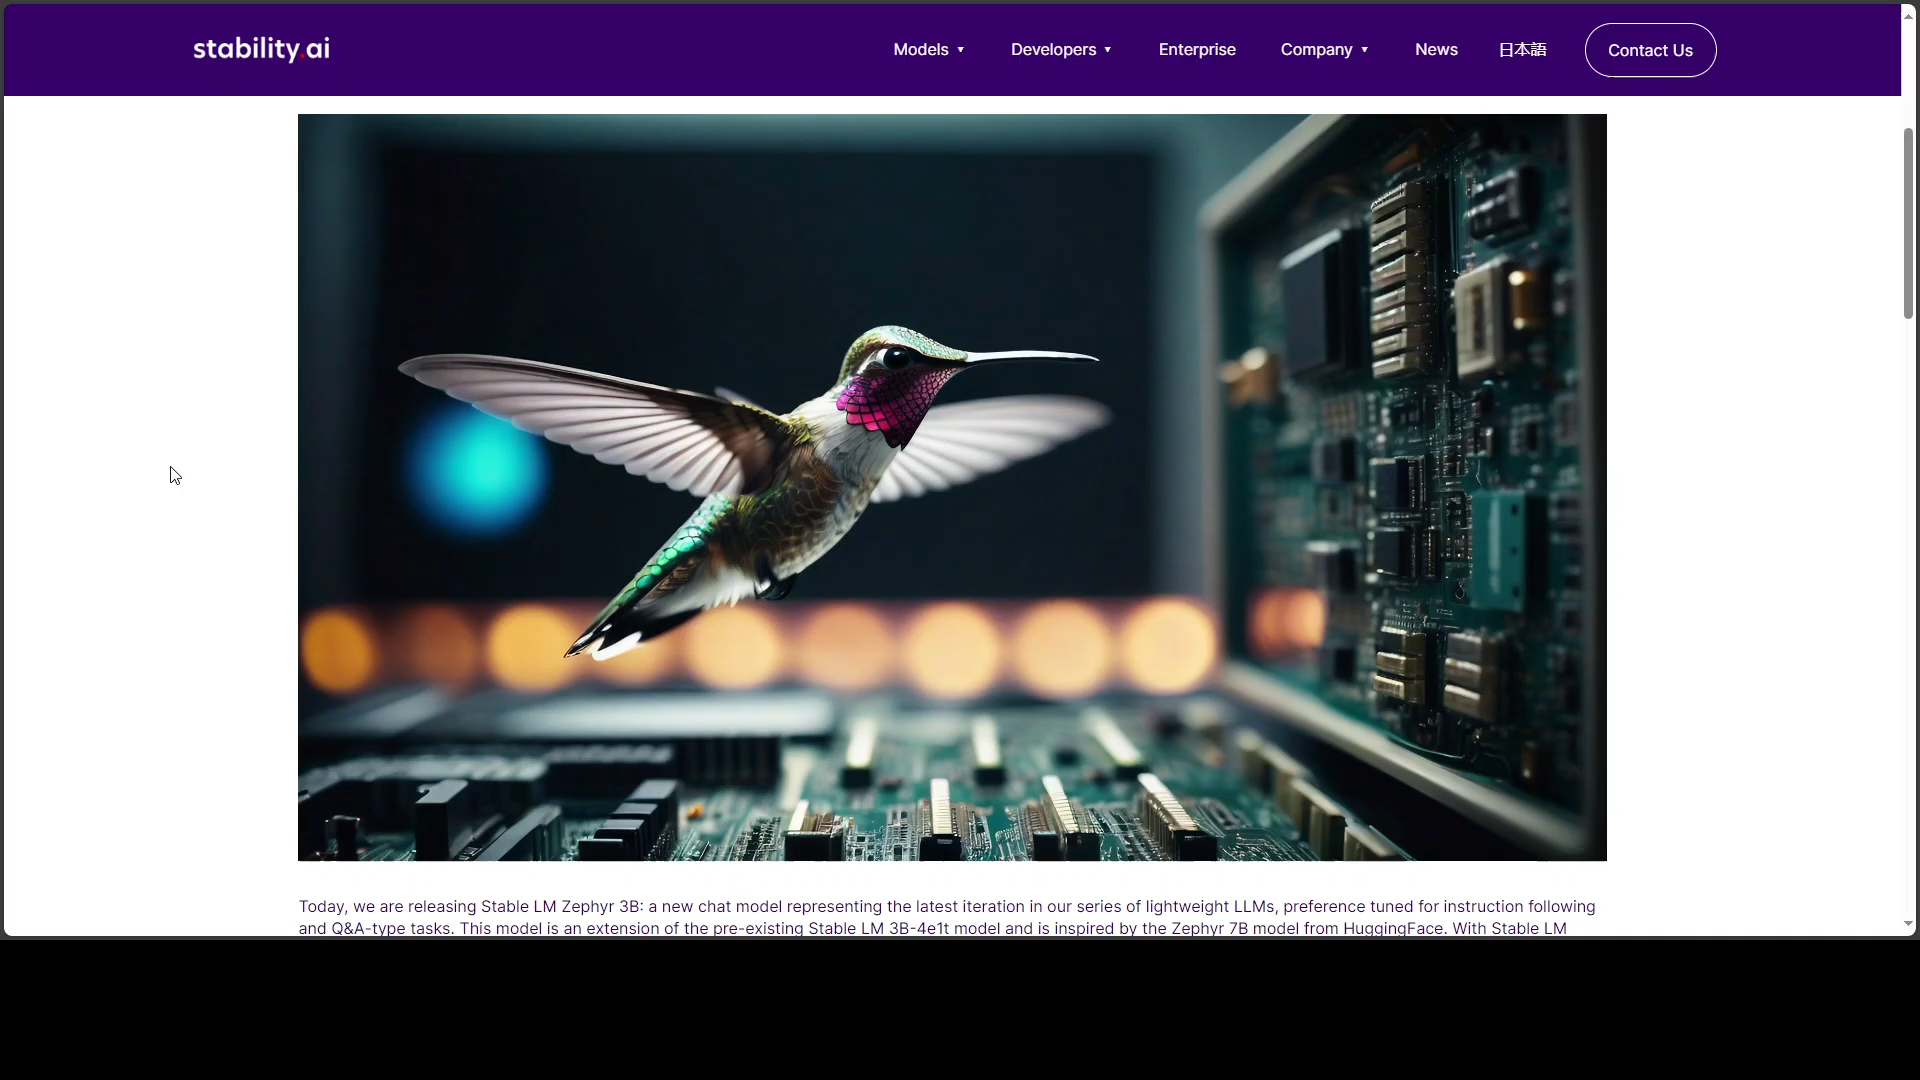 stability.ai
Models ▼ Developers ▼ Enterprise Company ▼ News 日本語 Contact Us
Today, we are releasing Stable LM Zephyr 3B: a new chat model representing the latest iteration in our series of lightweight LLMs, preference tuned for instruction following
and Q&A-type tasks. This model is an extension of the pre-existing Stable LM 3B-4e1t model and is inspired by the Zephyr 7B model from HuggingFace. With Stable LM